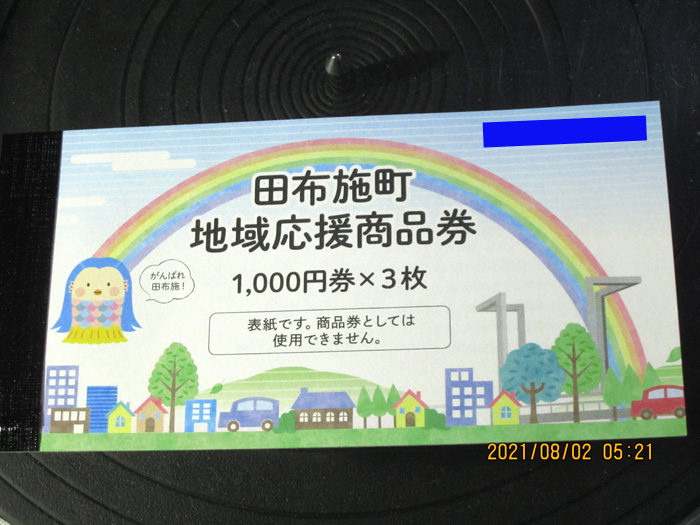 田布施町
地域応援商品券
1,000円券×3枚
がんばれ
田布施!
表紙です。商品券としては
使用できません。
2021/08/02 05:21